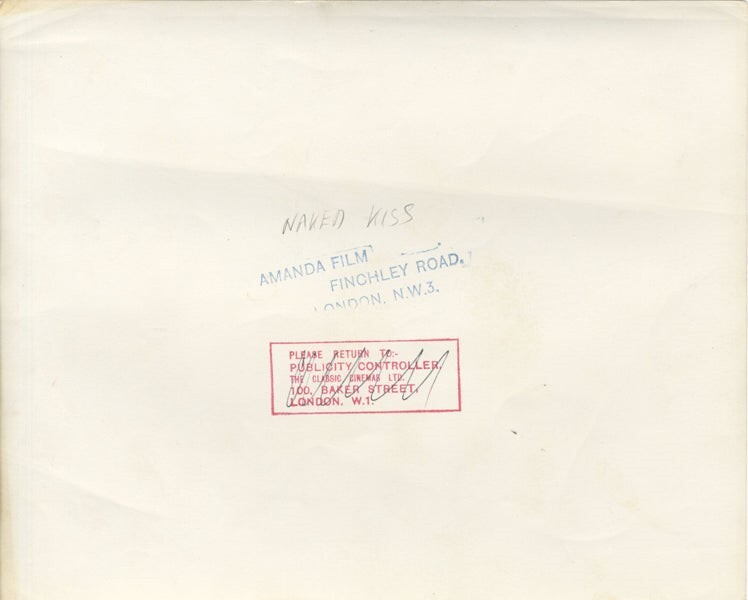 NAKED KISS
AMANDA FILM
FINCHLEY ROAD.
LONDON. N.W.3.
PLEASE RETURN TO:-
PUBLICITY CONTROLLER,
THE CLASSIC CINEMAS LTD.
100, BAKER STREET,
LONDON. W.1.